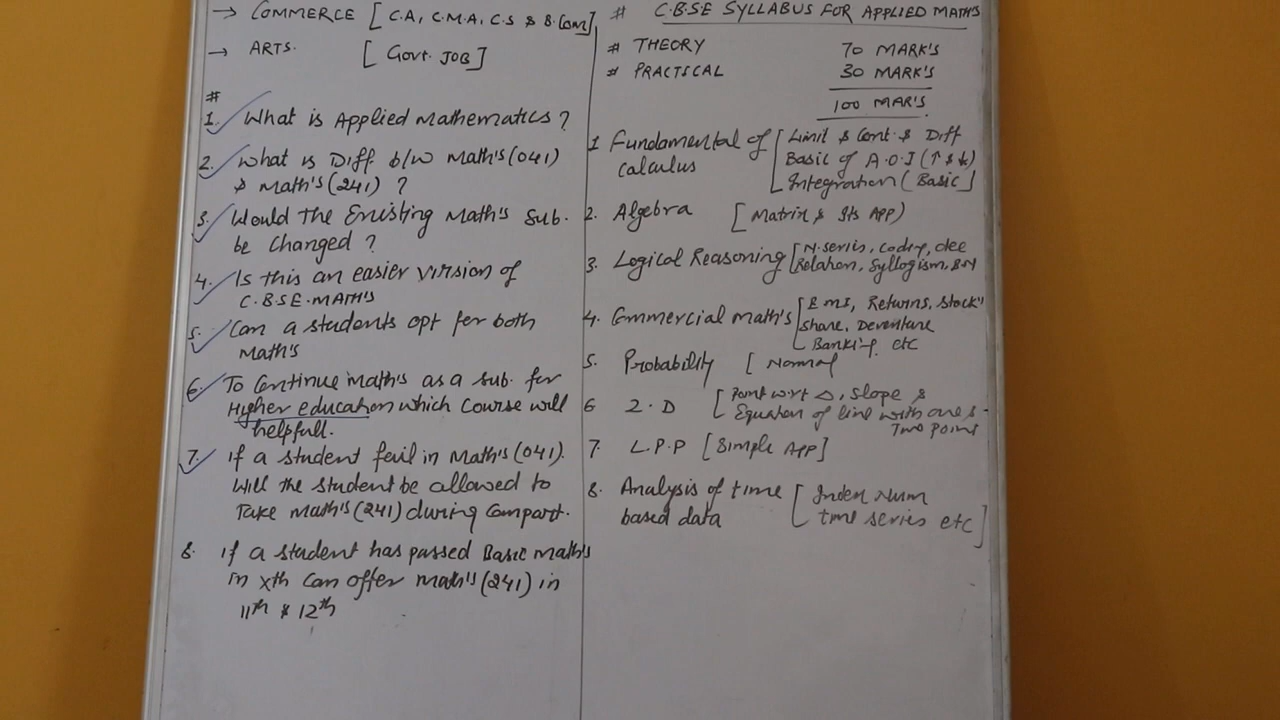 → COMMERCE [C.A, C.M.A, C.S & B.Com]
→ ARTS. [Govt. JOB]
#
1. What is Applied Mathematics?
2. What is Diff. b/w Math's (041)
& Math's (241) ?
3. Would The Existing Math's Sub.
be changed ?
4. Is this an easier virsion of
C.B.S.E. MATH'S
5. Can a students opt for both
Math's
6. To Continue math's as a sub. for
Higher education which Course will
helpfull.
7. if a student fail in Math's (041).
will the student be allowed to
Take math's (241) during Compart.
8. if a student has passed Basic math's
in Xth Can offer math's (241) in
11th & 12th
# C.B.S.E SYLLABUS FOR APPLIED MATH'S
# THEORY 70 MARK'S
# PRACTICAL 30 MARK'S
100 MAR'S
1 Fundamental of [Limit & Cont. & Diff
calculus Basic of A.O.I (↑ & ↓)
Integration (Basic]
2. Algebra [Matrix & Its APP)
3. Logical Reasoning [N. series, Coding, dec
Relation, Syllogism,
4. Commercial math's [E M I, Returns, Stock'
share, Deventure
Banking, etc
5. Probability [Normal
6 2.D [Point w.r.t Δ, Slope &
Equation of line with one &
Two point
7. L.P.P [Simple APP]
8. Analysis of time [Index Num
based data time series etc]